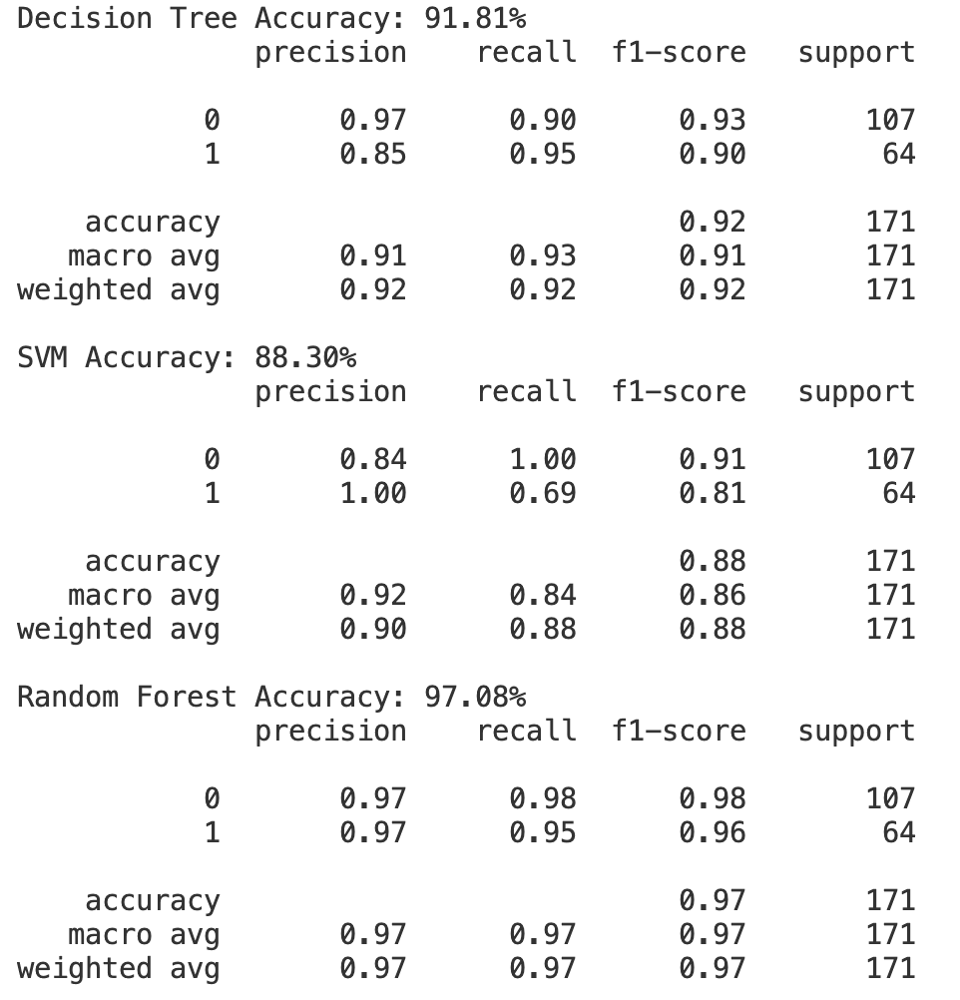 Decision Tree Accuracy: 91.81%
precision recall f1-score support
0 0.97 0.90 0.93 107
1 0.85 0.95 0.90 64
accuracy 0.92 171
macro avg 0.91 0.93 0.91 171
weighted avg 0.92 0.92 0.92 171
SVM Accuracy: 88.30%
precision recall f1-score support
0 0.84 1.00 0.91 107
1 1.00 0.69 0.81 64
accuracy 0.88 171
macro avg 0.92 0.84 0.86 171
weighted avg 0.90 0.88 0.88 171
Random Forest Accuracy: 97.08%
precision recall f1-score support
0 0.97 0.98 0.98 107
1 0.97 0.95 0.96 64
accuracy 0.97 171
macro avg 0.97 0.97 0.97 171
weighted avg 0.97 0.97 0.97 171